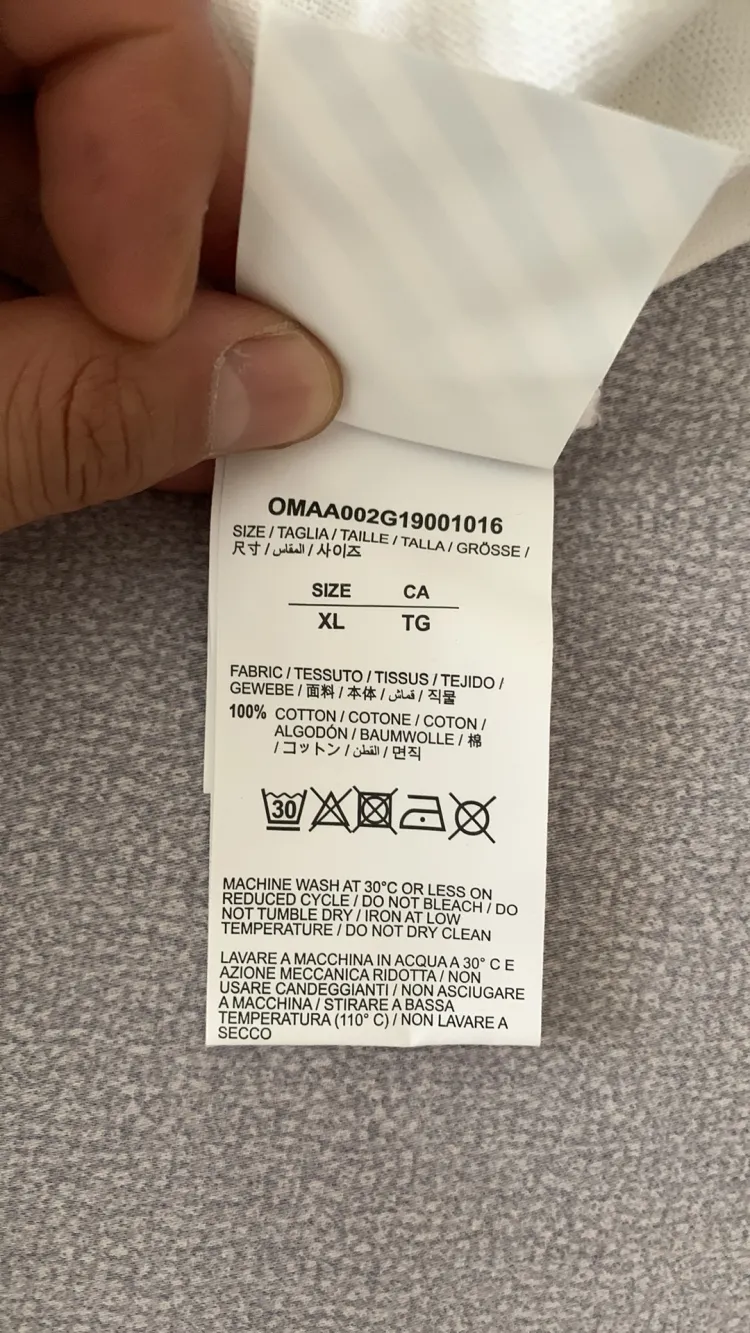 OMAA002G19001016
SIZE / TAGLIA / TAILLE / TALLA / GRÖSSE /
尺寸 / المقاس / 사이즈
SIZE CA
XL TG
FABRIC / TESSUTO / TISSUS / TEJIDO /
GEWEBE / 面料 / 本体 / قماش / 직물
100% COTTON / COTONE / COTON /
ALGODÓN / BAUMWOLLE / 棉
/ コットン / القطن / 면직
30
MACHINE WASH AT 30°C OR LESS ON
REDUCED CYCLE / DO NOT BLEACH / DO
NOT TUMBLE DRY / IRON AT LOW
TEMPERATURE / DO NOT DRY CLEAN
LAVARE A MACCHINA IN ACQUA A 30° C E
AZIONE MECCANICA RIDOTTA / NON
USARE CANDEGGIANTI / NON ASCIUGARE
A MACCHINA / STIRARE A BASSA
TEMPERATURA (110° C) / NON LAVARE A
SECCO